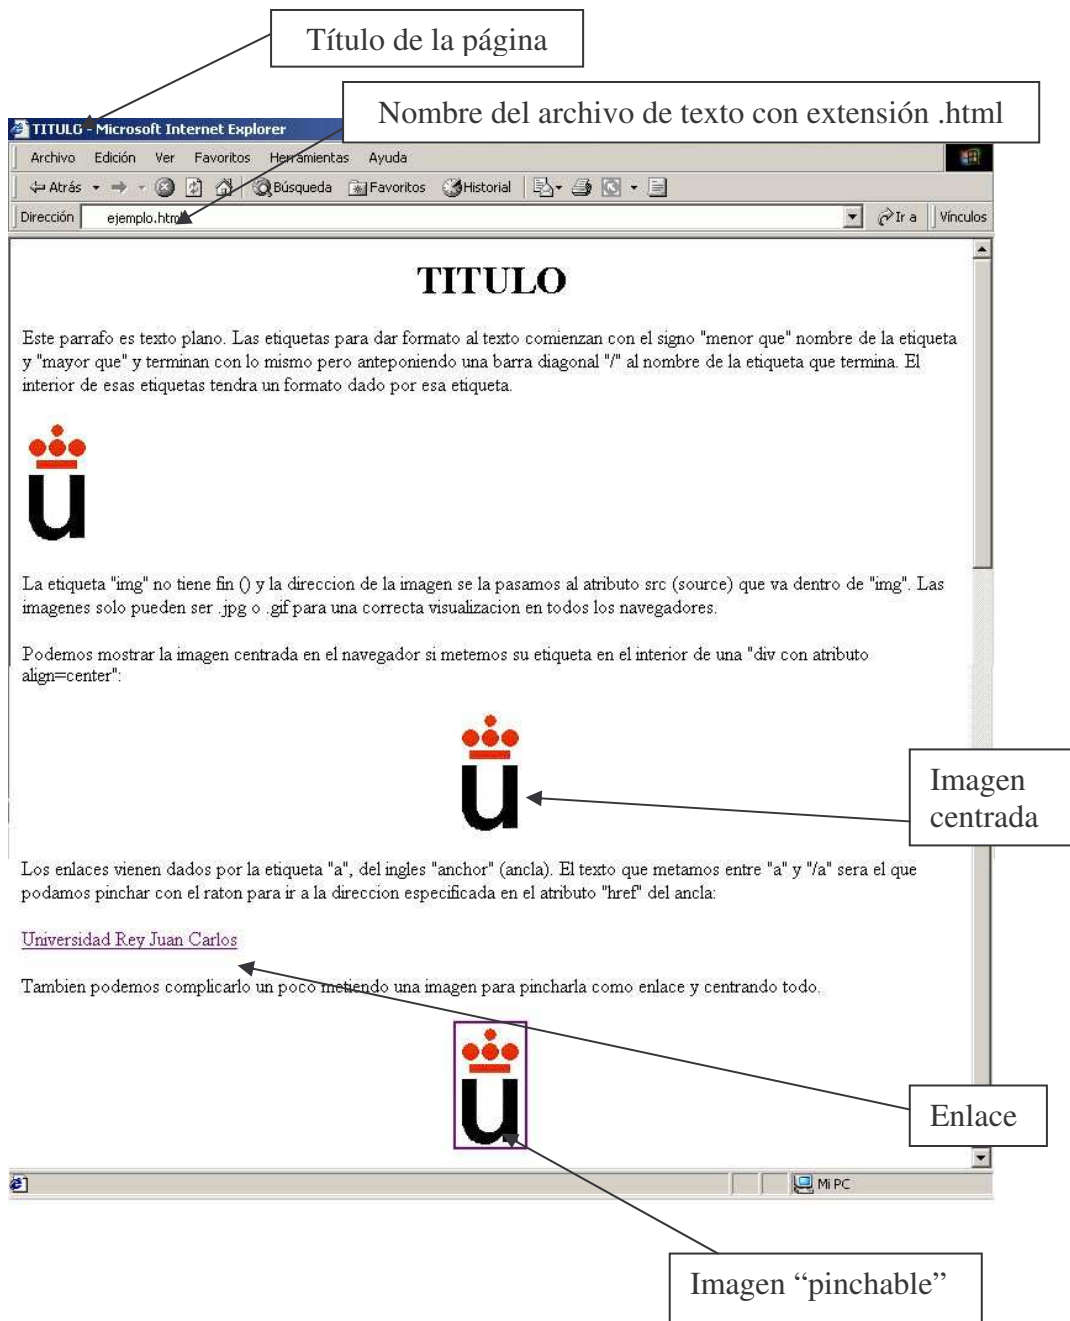 Título de la página
Nombre del archivo de texto con extensión .html
TITULO - Microsoft Internet Explorer
Archivo Edición Ver Favoritos Herramientas Ayuda
Atrás Búsqueda Favoritos Historial
Dirección ejemplo.html Ir a Vínculos
TITULO
Este parrafo es texto plano. Las etiquetas para dar formato al texto comienzan con el signo "menor que" nombre de la etiqueta
y "mayor que" y terminan con lo mismo pero anteponiendo una barra diagonal "/" al nombre de la etiqueta que termina. El
interior de esas etiquetas tendra un formato dado por esa etiqueta.
u
La etiqueta "img" no tiene fin () y la direccion de la imagen se la pasamos al atributo src (source) que va dentro de "img". Las
imagenes solo pueden ser .jpg o .gif para una correcta visualizacion en todos los navegadores.
Podemos mostrar la imagen centrada en el navegador si metemos su etiqueta en el interior de una "div con atributo
align=center":
u
Imagen
centrada
Los enlaces vienen dados por la etiqueta "a", del ingles "anchor" (ancla). El texto que metamos entre "a" y "/a" sera el que
podamos pinchar con el raton para ir a la direccion especificada en el atributo "href" del ancla:
Universidad Rey Juan Carlos
Tambien podemos complicarlo un poco metiendo una imagen para pincharla como enlace y centrando todo.
u
Enlace
Mi PC
Imagen “pinchable”